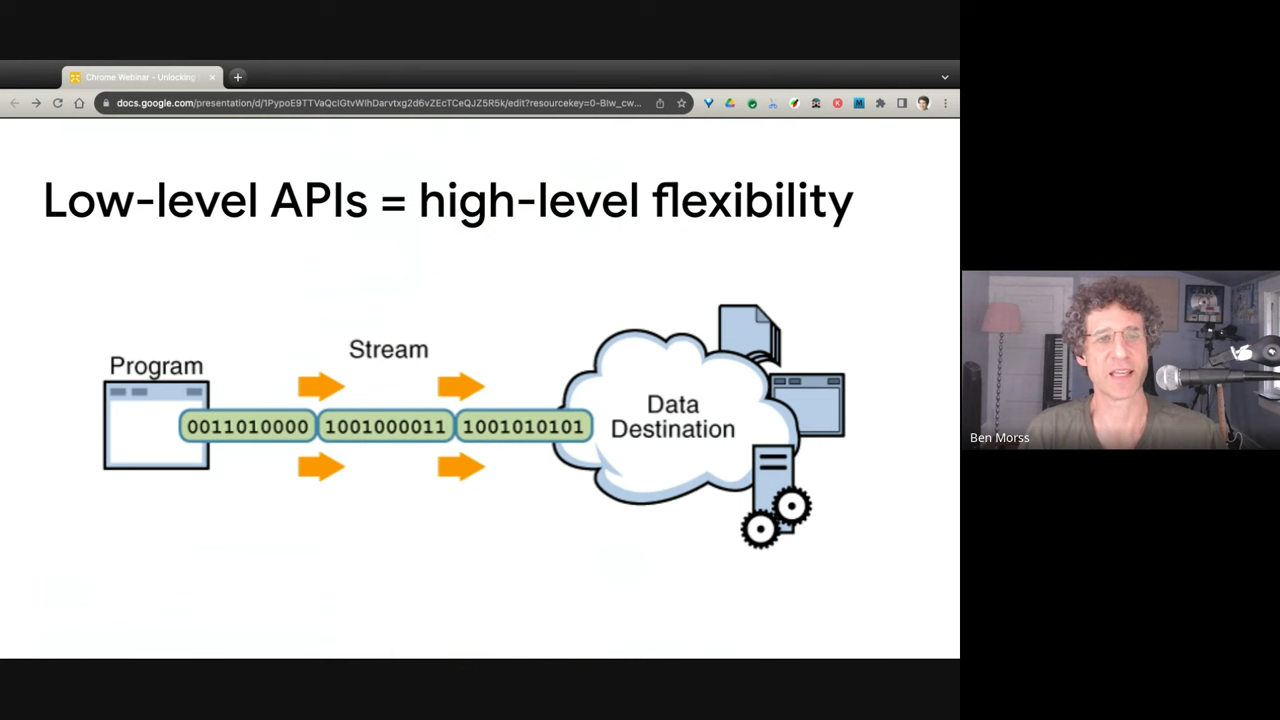 Chrome Webinar – Unlocking
docs.google.com/presentation/d/1PypoE9TTVaQcIGtvWlhDarvtxg2d6vZEcTCeQJZ5R5k/edit?resourcekey=0-Blw_cw...
Low-level APIs = high-level flexibility
Program
Stream
0011010000 1001000011 1001010101
Data
Destination
Ben Morss